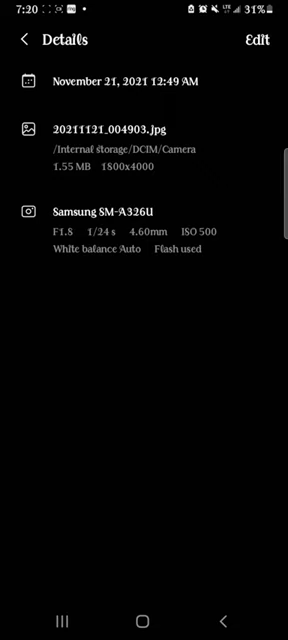 7:20
LTE 31%
Details
Edit
November 21, 2021 12:49 AM
20211121_004903.jpg
/Internal storage/DCIM/Camera
1.55 MB 1800x4000
Samsung SM-A326U
F1.8 1/24 s 4.60mm ISO 500
White balance Auto Flash used